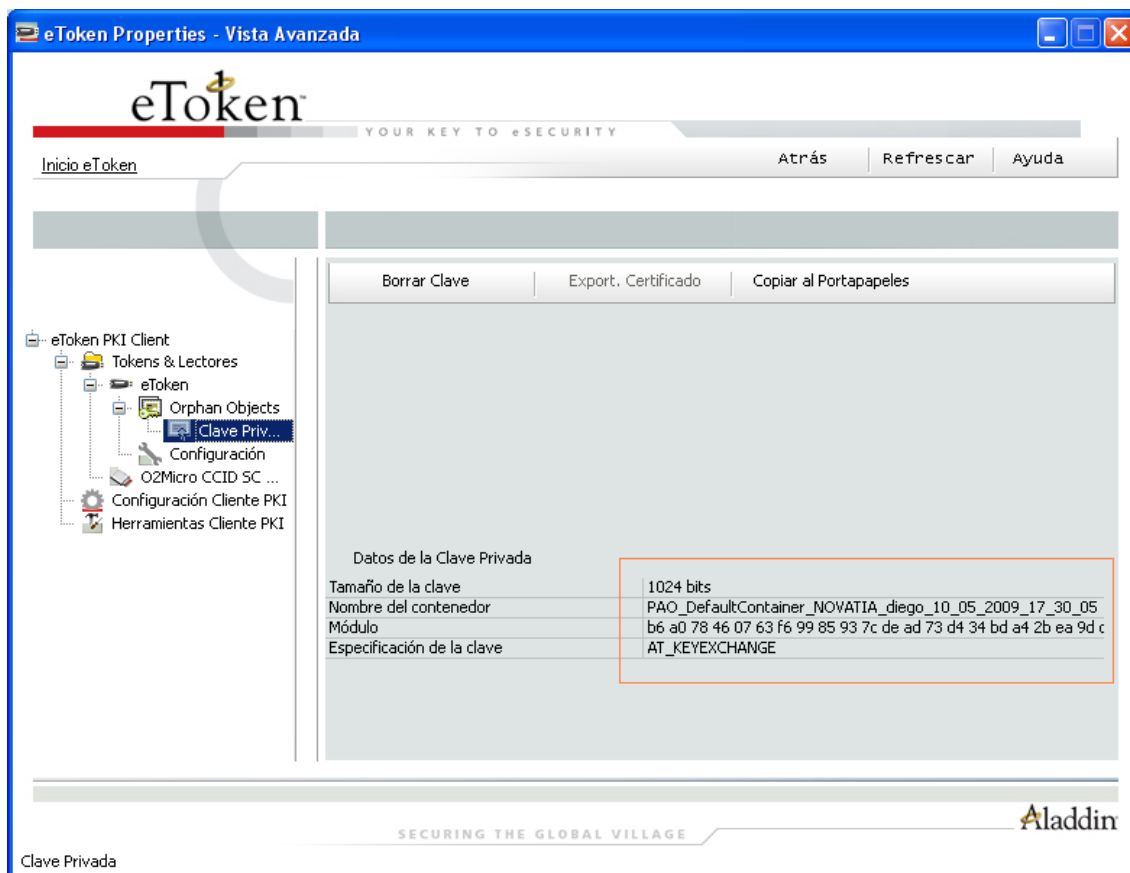 eToken Properties - Vista Avanzada
eToken
YOUR KEY TO eSECURITY
Inicio eToken
Atrás Refrescar Ayuda
Borrar Clave Export. Certificado Copiar al Portapapeles
eToken PKI Client
Tokens & Lectores
eToken
Orphan Objects
Clave Priv...
Configuración
O2Micro CCID SC ...
Configuración Cliente PKI
Herramientas Cliente PKI
Datos de la Clave Privada
Tamaño de la clave 1024 bits
Nombre del contenedor PAO_DefaultContainer_NOVATIA_diego_10_05_2009_17_30_05
Módulo b6 a0 78 46 07 63 f6 99 85 93 7c de ad 73 d4 34 bd a4 2b ea 9d
Especificación de la clave AT_KEYEXCHANGE
Aladdin
SECURING THE GLOBAL VILLAGE
Clave Privada